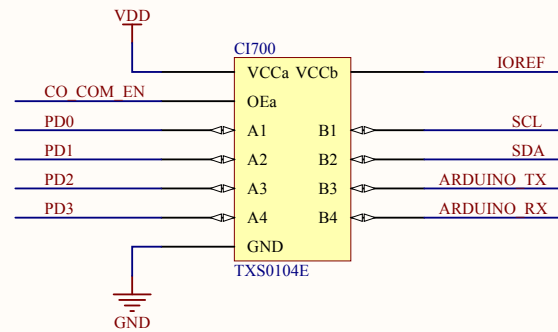 VDD
CI700
VCCa VCCb IOREF
CO_COM_EN OEa
PD0 A1 B1 SCL
PD1 A2 B2 SDA
PD2 A3 B3 ARDUINO_TX
PD3 A4 B4 ARDUINO_RX
GND
TXS0104E
GND